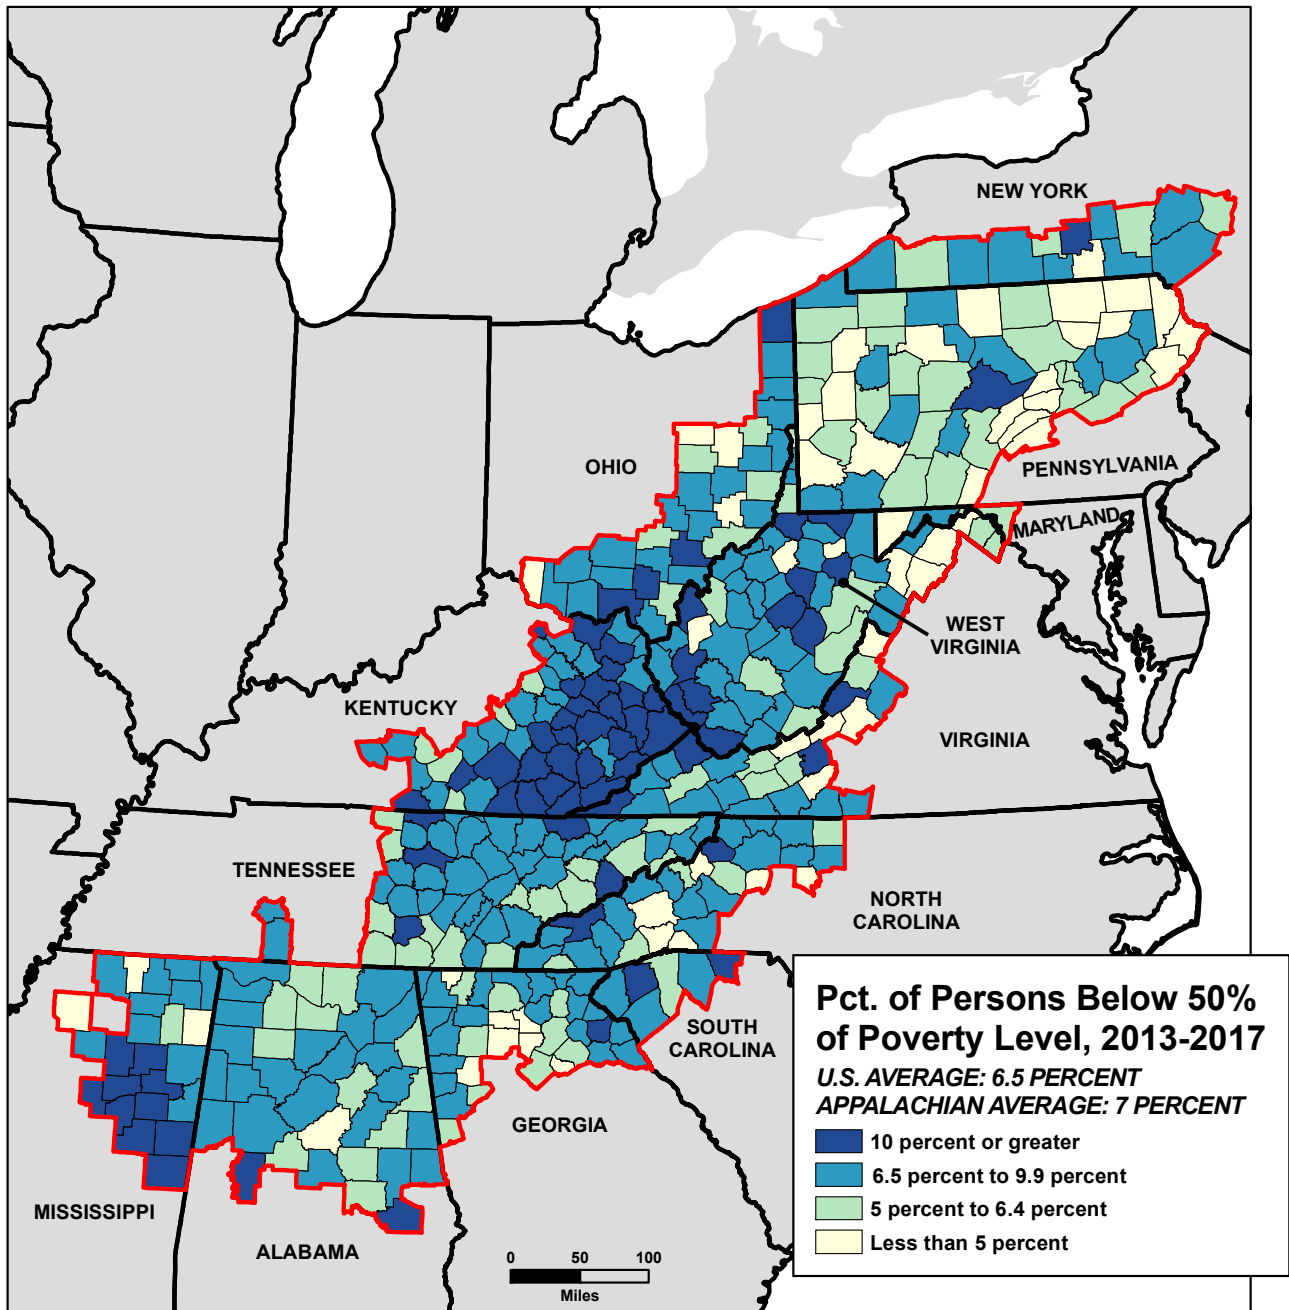 NEW YORK
OHIO
PENNSYLVANIA
MARYLAND
WEST
VIRGINIA
KENTUCKY
VIRGINIA
TENNESSEE
NORTH
CAROLINA
SOUTH
CAROLINA
GEORGIA
MISSISSIPPI
ALABAMA
0 50 100
Miles
Pct. of Persons Below 50%
of Poverty Level, 2013-2017
U.S. AVERAGE: 6.5 PERCENT
APPALACHIAN AVERAGE: 7 PERCENT
10 percent or greater
6.5 percent to 9.9 percent
5 percent to 6.4 percent
Less than 5 percent